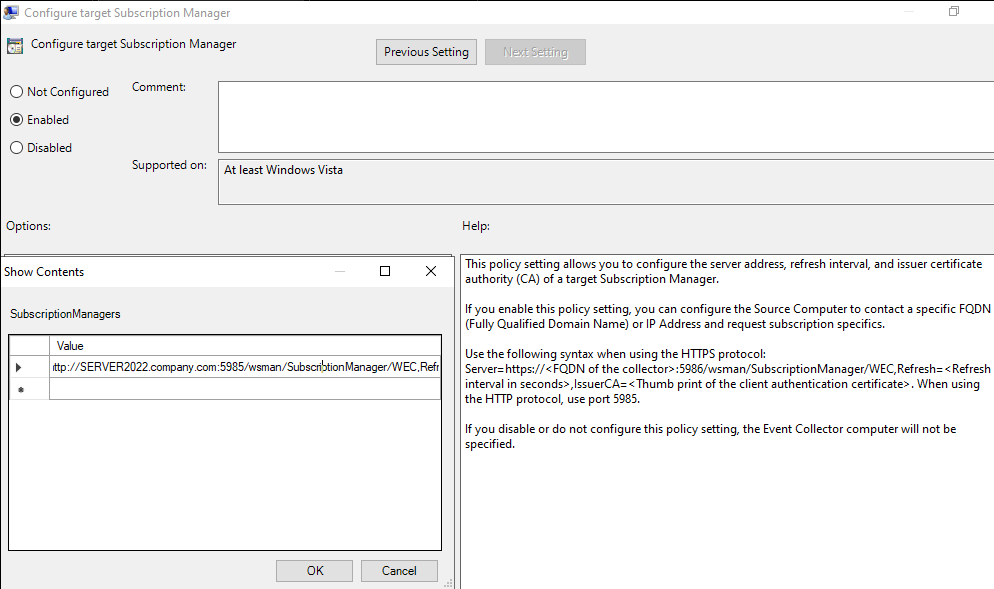 Configure target Subscription Manager
Configure target Subscription Manager
Previous Setting
Next Setting
Not Configured
Enabled
Disabled
Comment:
Supported on:
At least Windows Vista
Options:
Help:
Show Contents
SubscriptionManagers
Value
ttp://SERVER2022.company.com:5985/wsman/SubscriptionManager/WEC,Refr
OK
Cancel
This policy setting allows you to configure the server address, refresh interval, and issuer certificate
authority (CA) of a target Subscription Manager.
If you enable this policy setting, you can configure the Source Computer to contact a specific FQDN
(Fully Qualified Domain Name) or IP Address and request subscription specifics.
Use the following syntax when using the HTTPS protocol:
Server=https://<FQDN of the collector>:5986/wsman/SubscriptionManager/WEC,Refresh=<Refresh
interval in seconds>,IssuerCA=<Thumb print of the client authentication certificate>. When using
the HTTP protocol, use port 5985.
If you disable or do not configure this policy setting, the Event Collector computer will not be
specified.